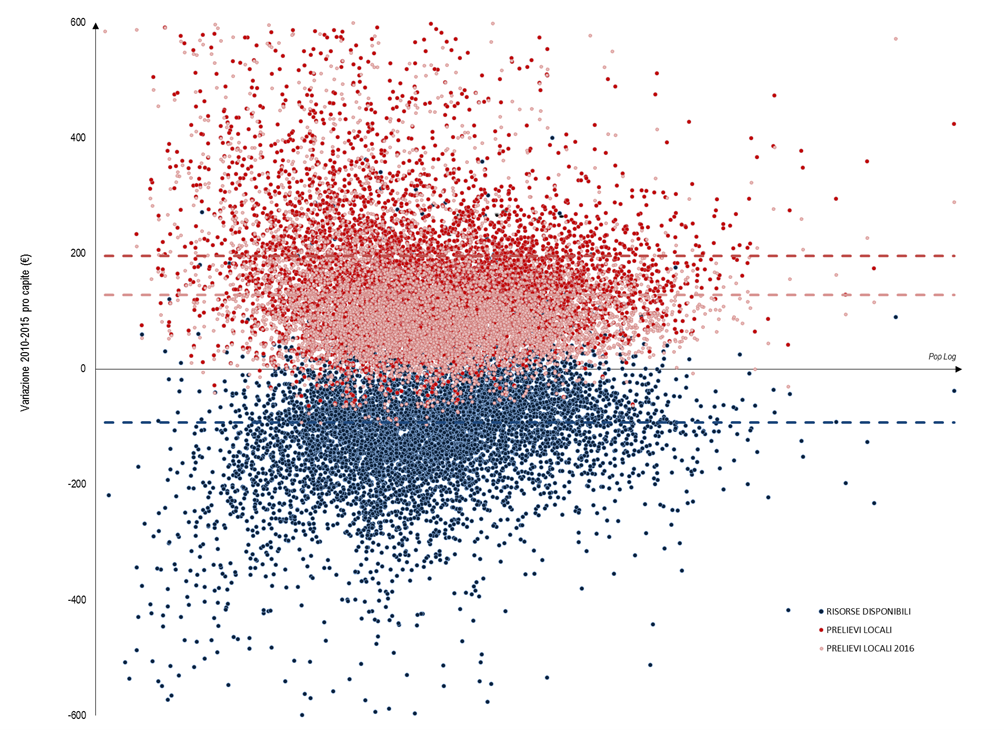 600
400
200
0
-200
-400
-600
Variazione 2010-2015 pro capite (€)
Pop Log
RISORSE DISPONIBILI
PRELIEVI LOCALI
PRELIEVI LOCALI 2016